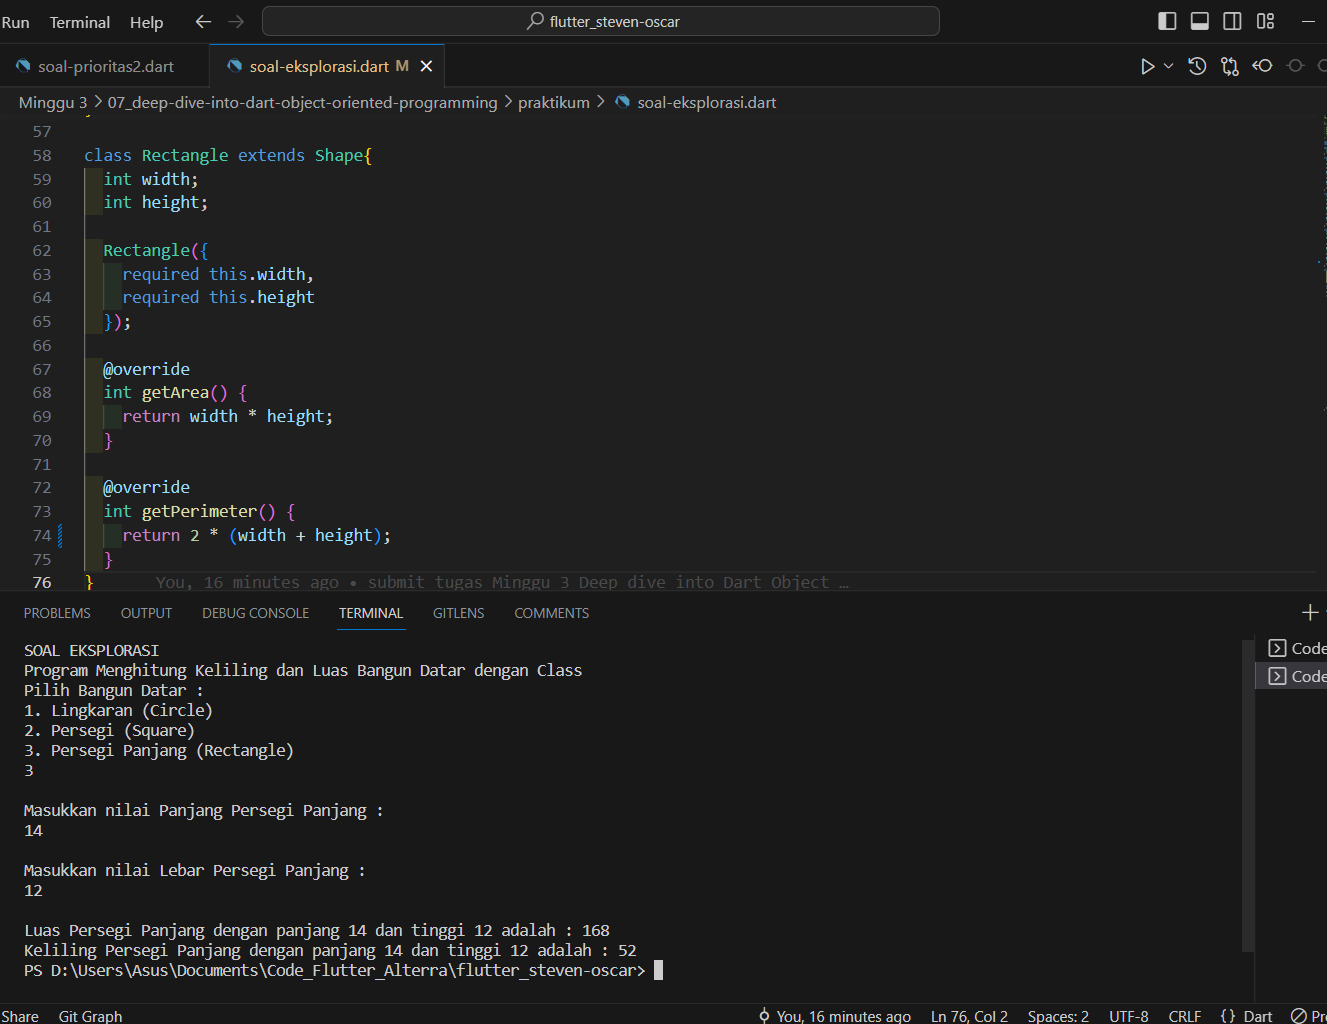 Run Terminal Help flutter_steven-oscar
soal-prioritas2.dart soal-eksplorasi.dart M
Minggu 3 > 07_deep-dive-into-dart-object-oriented-programming > praktikum > soal-eksplorasi.dart
57
58 class Rectangle extends Shape{
59 int width;
60 int height;
61
62 Rectangle({
63 required this.width,
64 required this.height
65 });
66
67 @override
68 int getArea() {
69 return width * height;
70 }
71
72 @override
73 int getPerimeter() {
74 return 2 * (width + height);
75 }
76 } You, 16 minutes ago • submit tugas Minggu 3 Deep dive into Dart Object …
PROBLEMS OUTPUT DEBUG CONSOLE TERMINAL GITLENS COMMENTS
SOAL EKSPLORASI
Program Menghitung Keliling dan Luas Bangun Datar dengan Class
Pilih Bangun Datar :
1. Lingkaran (Circle)
2. Persegi (Square)
3. Persegi Panjang (Rectangle)
3
Masukkan nilai Panjang Persegi Panjang :
14
Masukkan nilai Lebar Persegi Panjang :
12
Luas Persegi Panjang dengan panjang 14 dan tinggi 12 adalah : 168
Keliling Persegi Panjang dengan panjang 14 dan tinggi 12 adalah : 52
PS D:\Users\Asus\Documents\Code_Flutter_Alterra\flutter_steven-oscar>
Code
Code
Share Git Graph You, 16 minutes ago Ln 76, Col 2 Spaces: 2 UTF-8 CRLF {} Dart Pr